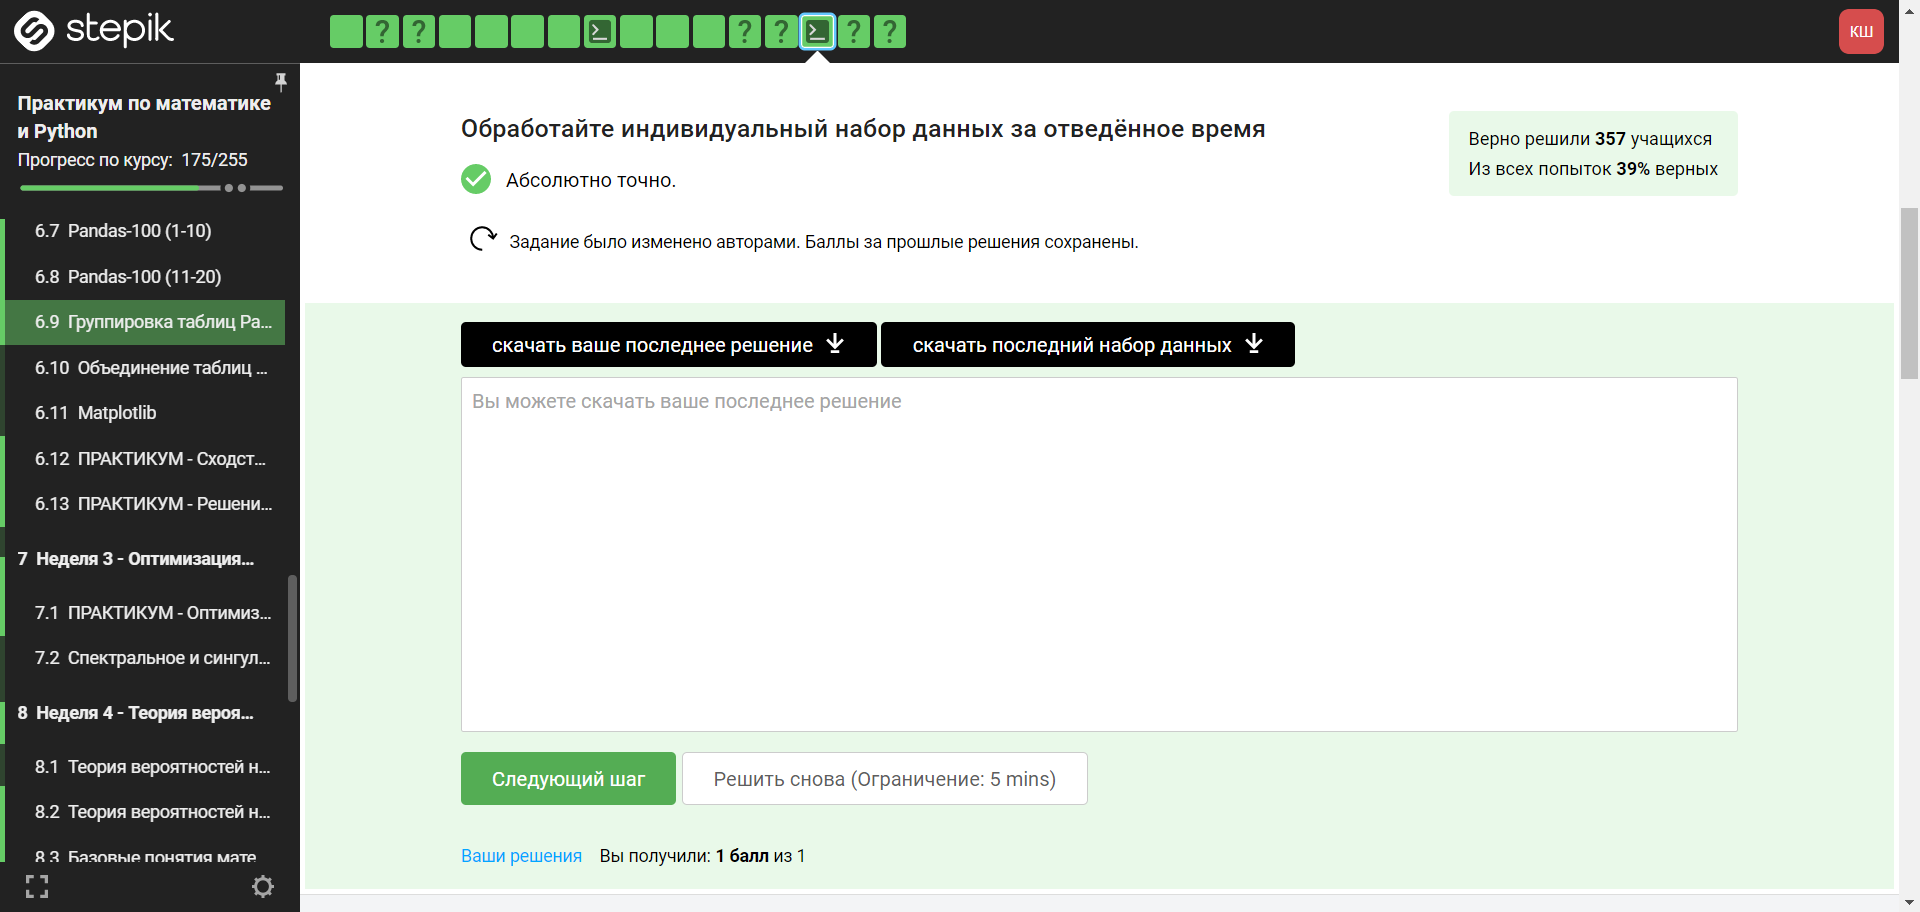 stepik
? ? ? ? ? ?
КШ
Практикум по математике
и Python
Прогресс по курсу: 175/255
6.7 Pandas-100 (1-10)
6.8 Pandas-100 (11-20)
6.9 Группировка таблиц Pa...
6.10 Объединение таблиц ...
6.11 Matplotlib
6.12 ПРАКТИКУМ - Сходст...
6.13 ПРАКТИКУМ - Решени...
7 Неделя 3 - Оптимизация...
7.1 ПРАКТИКУМ - Оптимиз...
7.2 Спектральное и сингул...
8 Неделя 4 - Теория вероя...
8.1 Теория вероятностей н...
8.2 Теория вероятностей н...
8.3 Базовые понятия мате
Обработайте индивидуальный набор данных за отведённое время
Абсолютно точно.
Задание было изменено авторами. Баллы за прошлые решения сохранены.
Верно решили 357 учащихся
Из всех попыток 39% верных
скачать ваше последнее решение
скачать последний набор данных
Вы можете скачать ваше последнее решение
Следующий шаг
Решить снова (Ограничение: 5 mins)
Ваши решения Вы получили: 1 балл из 1